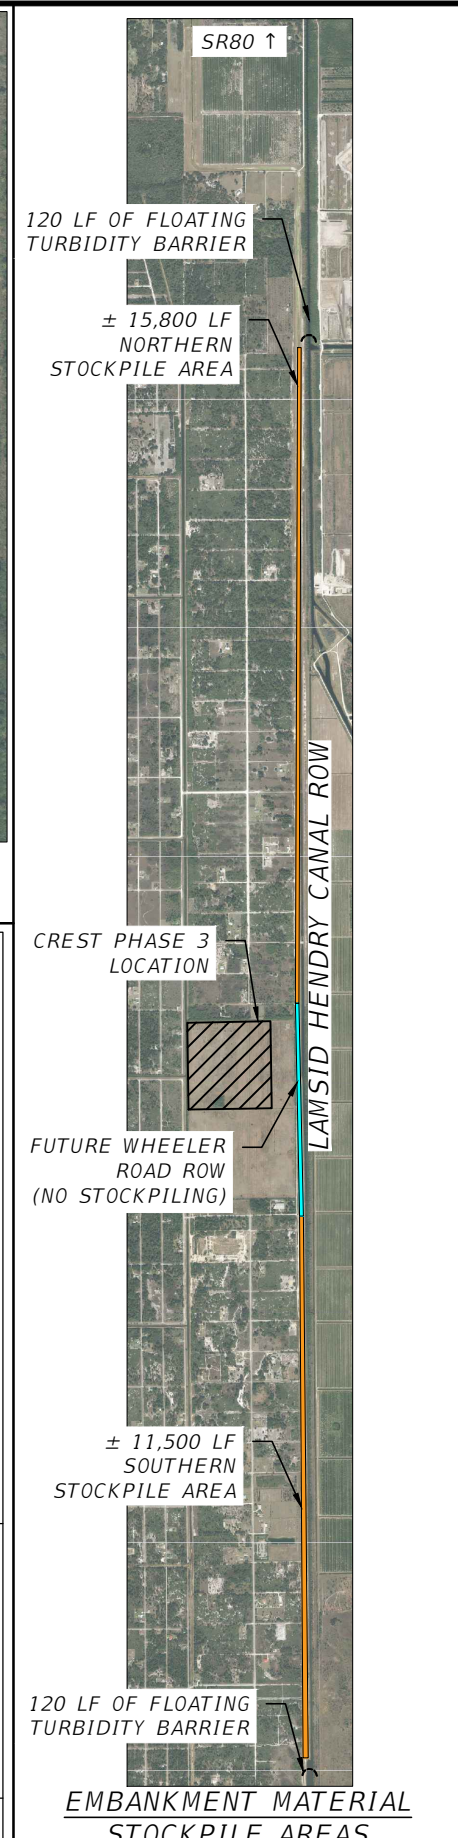 SR80 ↑
120 LF OF FLOATING
TURBIDITY BARRIER
± 15,800 LF
NORTHERN
STOCKPILE AREA
LAMSID HENDRY CANAL ROW
CREST PHASE 3
LOCATION
FUTURE WHEELER
ROAD ROW
(NO STOCKPILING)
± 11,500 LF
SOUTHERN
STOCKPILE AREA
120 LF OF FLOATING
TURBIDITY BARRIER
EMBANKMENT MATERIAL
STOCKPILE AREAS